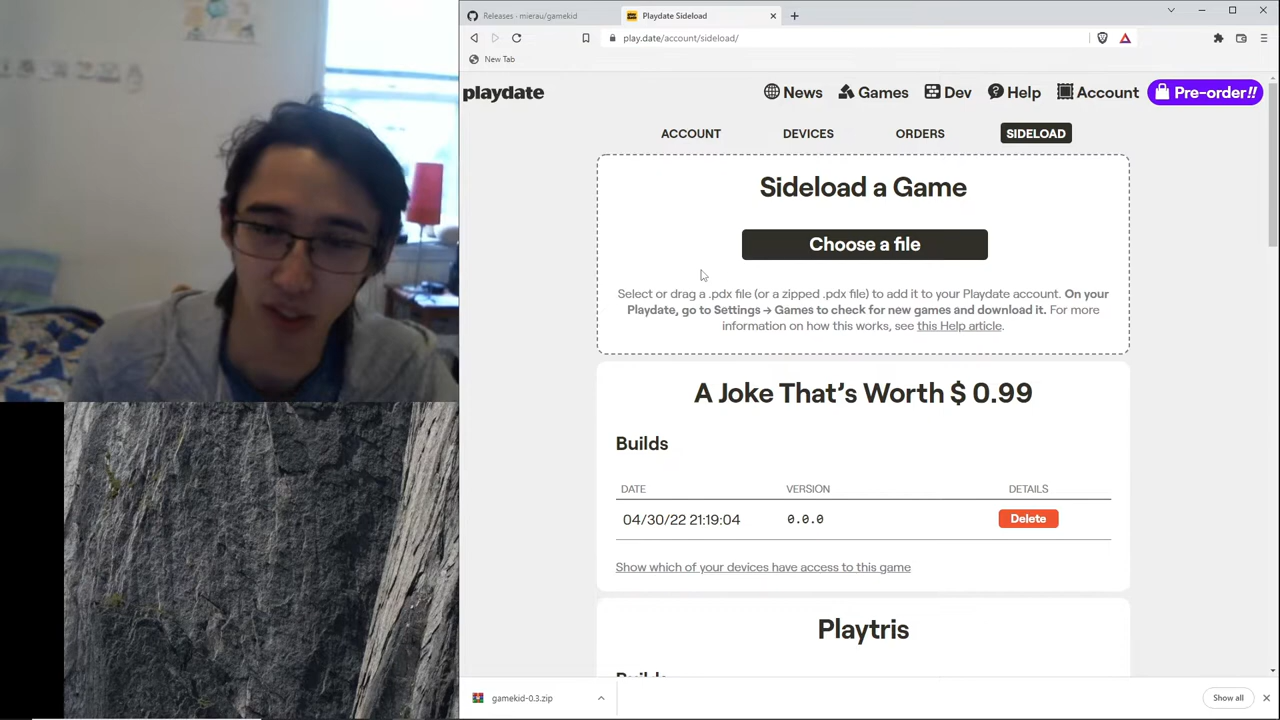 Releases - mierau/gamekid
Playdate Sideload
play.date/account/sideload/
New Tab
playdate
News
Games
Dev
Help
Account
Pre-order!!
ACCOUNT
DEVICES
ORDERS
SIDELOAD
Sideload a Game
Choose a file
Select or drag a .pdx file (or a zipped .pdx file) to add it to your Playdate account. On your
Playdate, go to Settings → Games to check for new games and download it. For more
information on how this works, see this Help article.
A Joke That’s Worth $ 0.99
Builds
DATE VERSION DETAILS
04/30/22 21:19:04 0.0.0 Delete
Show which of your devices have access to this game
Playtris
Builds
gamekid-0.3.zip
Show all